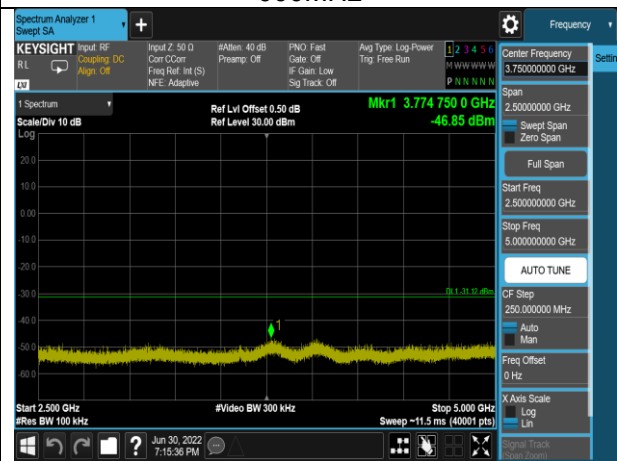 Spectrum Analyzer 1
Swept SA
Frequency
KEYSIGHT
RL
LXI
Input: RF
Coupling: DC
Align: Off
Input Z: 50 Ω
Corr CCorr
Freq Ref: Int (S)
NFE: Adaptive
#Atten: 40 dB
Preamp: Off
PNO: Fast
Gate: Off
IF Gain: Low
Sig Track: Off
Avg Type: Log-Power
Trig: Free Run
1 2 3 4 5 6
M W W W W W
P N N N N N
1 Spectrum
Scale/Div 10 dB
Ref Lvl Offset 0.50 dB
Ref Level 30.00 dBm
Mkr1 3.774 750 0 GHz
-46.85 dBm
Log
20.0
10.0
0.00
-10.0
-20.0
-30.0
-40.0
-50.0
-60.0
DL1 -31.12 dBm
1
Start 2.500 GHz
#Res BW 100 kHz
#Video BW 300 kHz
Stop 5.000 GHz
Sweep ~11.5 ms (40001 pts)
Center Frequency
3.750000000 GHz
Settin
Span
2.50000000 GHz
Swept Span
Zero Span
Full Span
Start Freq
2.500000000 GHz
Stop Freq
5.000000000 GHz
AUTO TUNE
CF Step
250.000000 MHz
Auto
Man
Freq Offset
0 Hz
X Axis Scale
Log
Lin
Signal Track
(Span Zoom)
?
Jun 30, 2022
7:15:36 PM